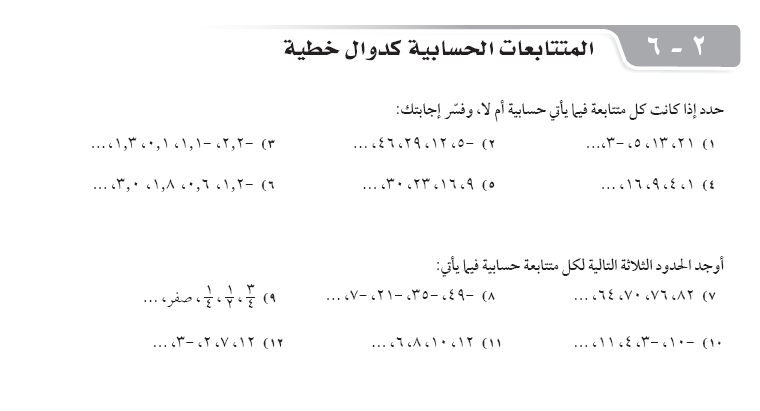 ٢ - ٦ المتتابعات الحسابية كدوال خطية
حدد إذا كانت كل متتابعة فيما يأتي حسابية أم لا، وفسّر إجابتك:
١) ٢١، ١٣، ٥، -٣،... ٢) -٥، ١٢، ٢٩، ٤٦، ... ٣) -٢,٢، -١,١، ٠,١، ١,٣، ...
٤) ١، ٤، ٩، ١٦، ... ٥) ٩، ١٦، ٢٣، ٣٠، ... ٦) -١,٢، ٠,٦، ١,٨، ٣,٠، ...
أوجد الحدود الثلاثة التالية لكل متتابعة حسابية فيما يأتي:
٧) ٨٢، ٧٦، ٧٠، ٦٤، ... ٨) -٤٩، -٣٥، -٢١، -٧، ... ٩) ٣/٤، ١/٢، ١/٤، صفر، ...
١٠) -١٠، -٣، ٤، ١١، ... ١١) ١٢، ١٠، ٨، ٦، ... ١٢) ١٢، ٧، ٢، -٣، ...